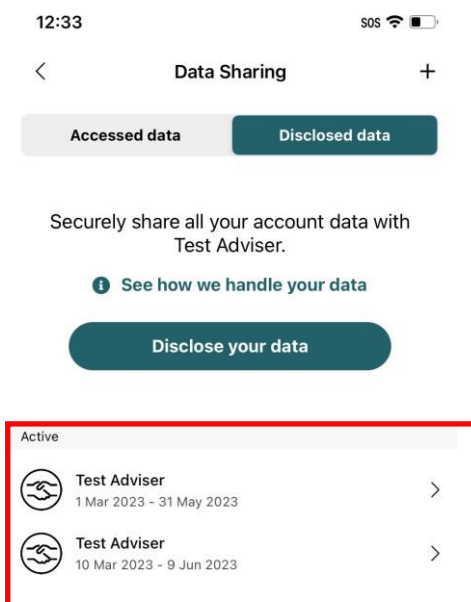 12:33 SOS
Data Sharing +
Accessed data Disclosed data
Securely share all your account data with
Test Adviser.
See how we handle your data
Disclose your data
Active
Test Adviser
1 Mar 2023 - 31 May 2023
Test Adviser
10 Mar 2023 - 9 Jun 2023